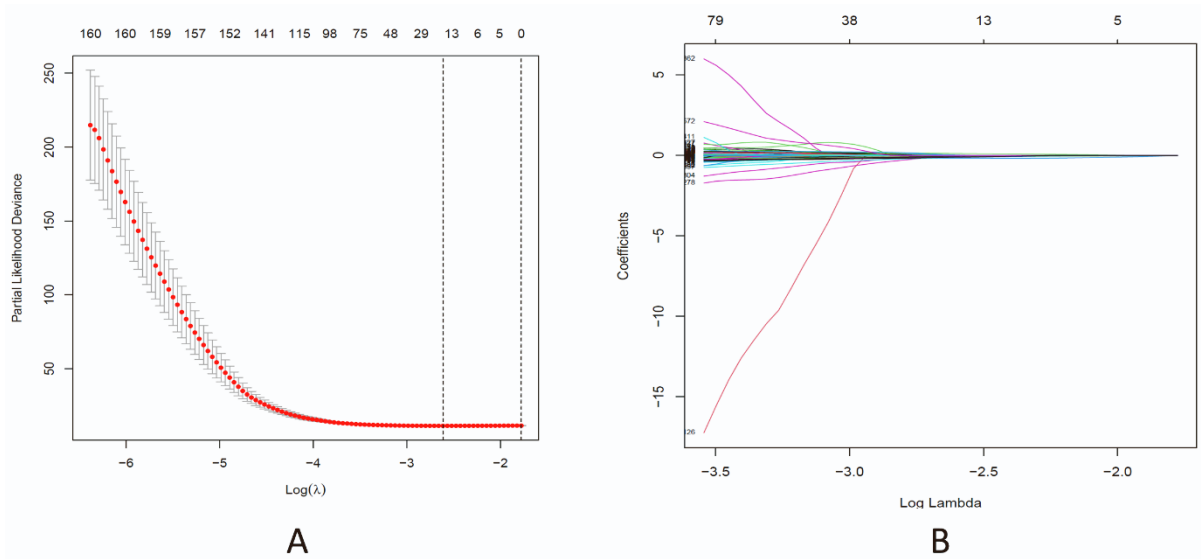 160 160 159 157 152 141 115 98 75 48 29 13 6 5 0
250
200
150
100
50
Partial Likelihood Deviance
−6 −5 −4 −3 −2
Log(λ)
A
79 38 13 5
5
0
−5
−10
−15
Coefficients
−3.5 −3.0 −2.5 −2.0
Log Lambda
B